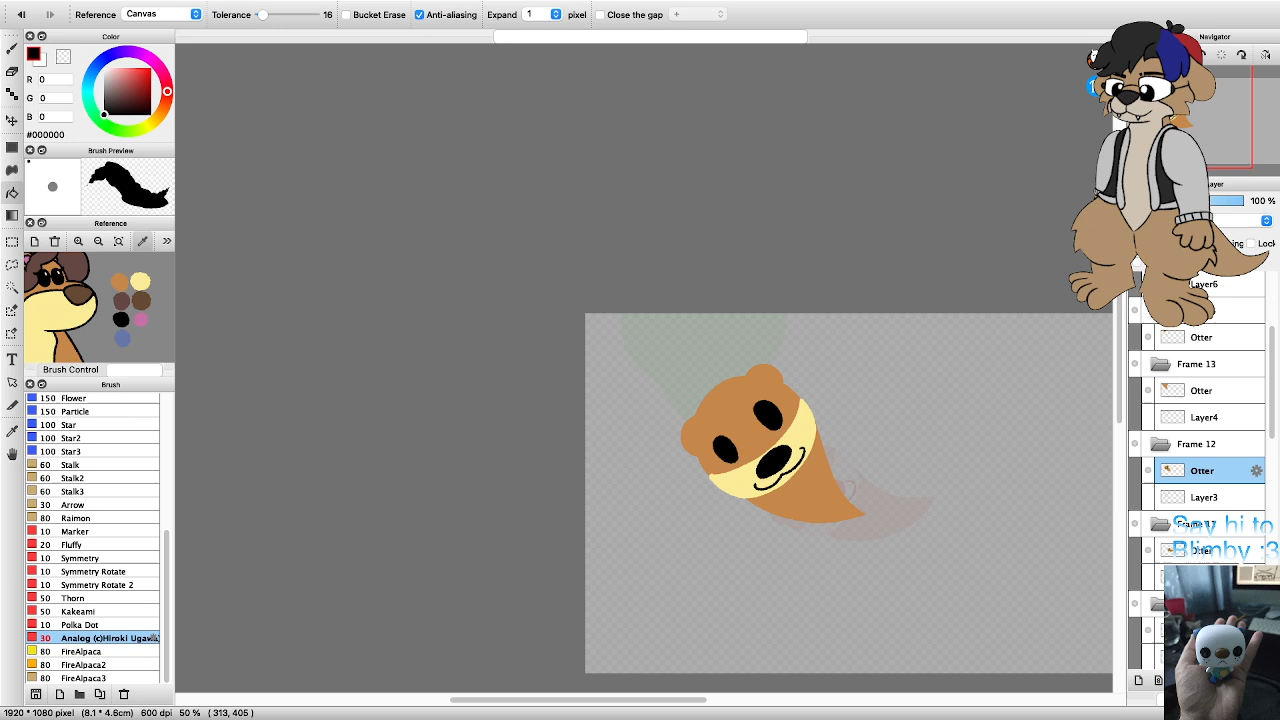 Reference Canvas Tolerance 16 Bucket Erase Anti-aliasing Expand 1 pixel Close the gap +
Color
R 0
G 0
B 0
#000000
Brush Preview
Reference
Brush Control
Brush
150 Flower
150 Particle
100 Star
100 Star2
100 Star3
60 Stalk
60 Stalk2
60 Stalk3
30 Arrow
80 Raimon
10 Marker
20 Fluffy
10 Symmetry
10 Symmetry Rotate
10 Symmetry Rotate 2
50 Thorn
50 Kakeami
10 Polka Dot
30 Analog (c)Hiroki Ugawa
80 FireAlpaca
80 FireAlpaca2
80 FireAlpaca3
1920 * 1080 pixel (8.1 * 4.6cm) 600 dpi 50 % ( 313, 405 )
Navigator
Layer
100 %
Lock
Layer6
Otter
Frame 13
Otter
Layer4
Frame 12
Otter
Layer3
Say hi to
Blimby :3